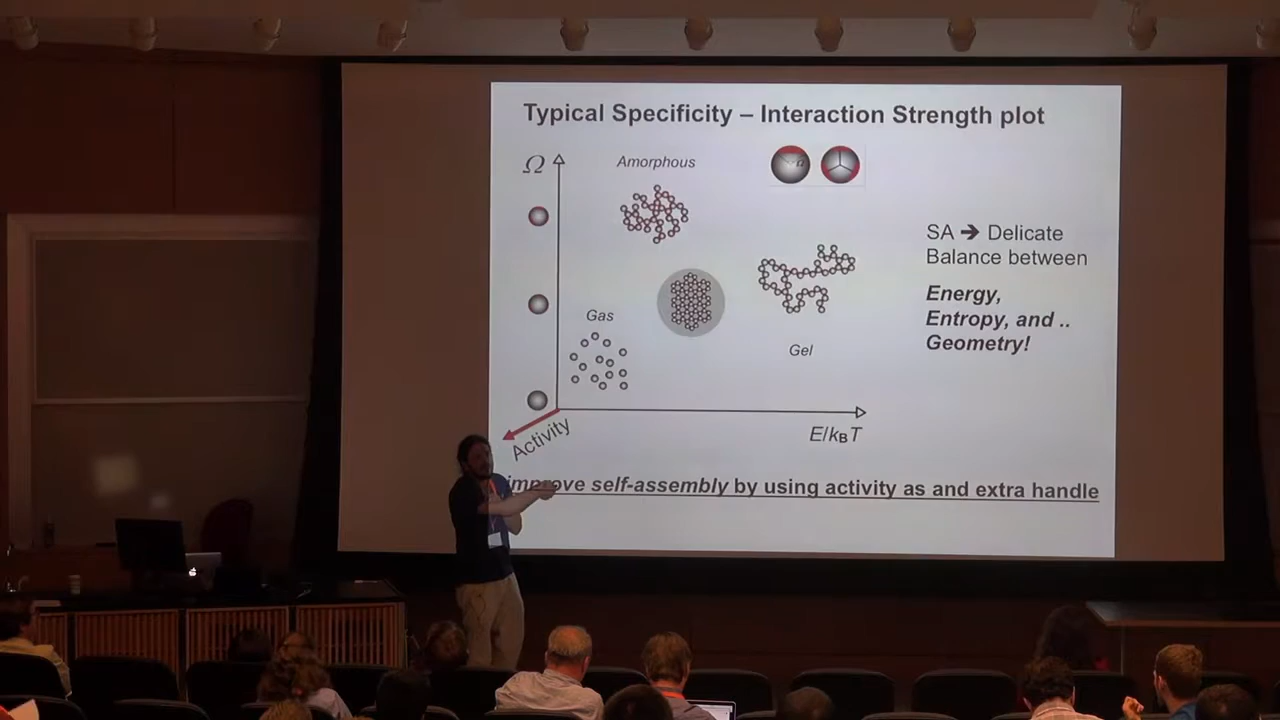 Typical Specificity – Interaction Strength plot
Ω
Amorphous
Ω
SA ➔ Delicate
Balance between
Energy,
Entropy, and ..
Geometry!
Gas
Gel
Activity
E/kBT
improve self-assembly by using activity as and extra handle